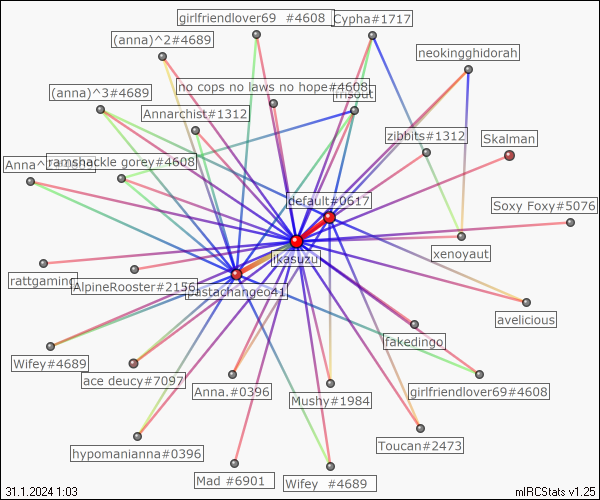 girlfriendlover69 #4608
Cypha#1717
(anna)^2#4689
neokingghidorah
(anna)^3#4689
no cops no laws no hope#4608
Annarchist#1312
zibbits#1312
Skalman
ramshackle gorey#4608
default#0617
Soxy Foxy#5076
xenoyaut
ikasuzu
rattgaming
AlpineRooster#2156
pastachangeo41
avelicious
fakedingo
Wifey#4689
ace deucy#7097
Anna.#0396
Mushy#1984
girlfriendlover69#4608
Toucan#2473
hypomanianna#0396
Mad #6901
Wifey #4689
31.1.2024 1:03
mIRCStats v1.25